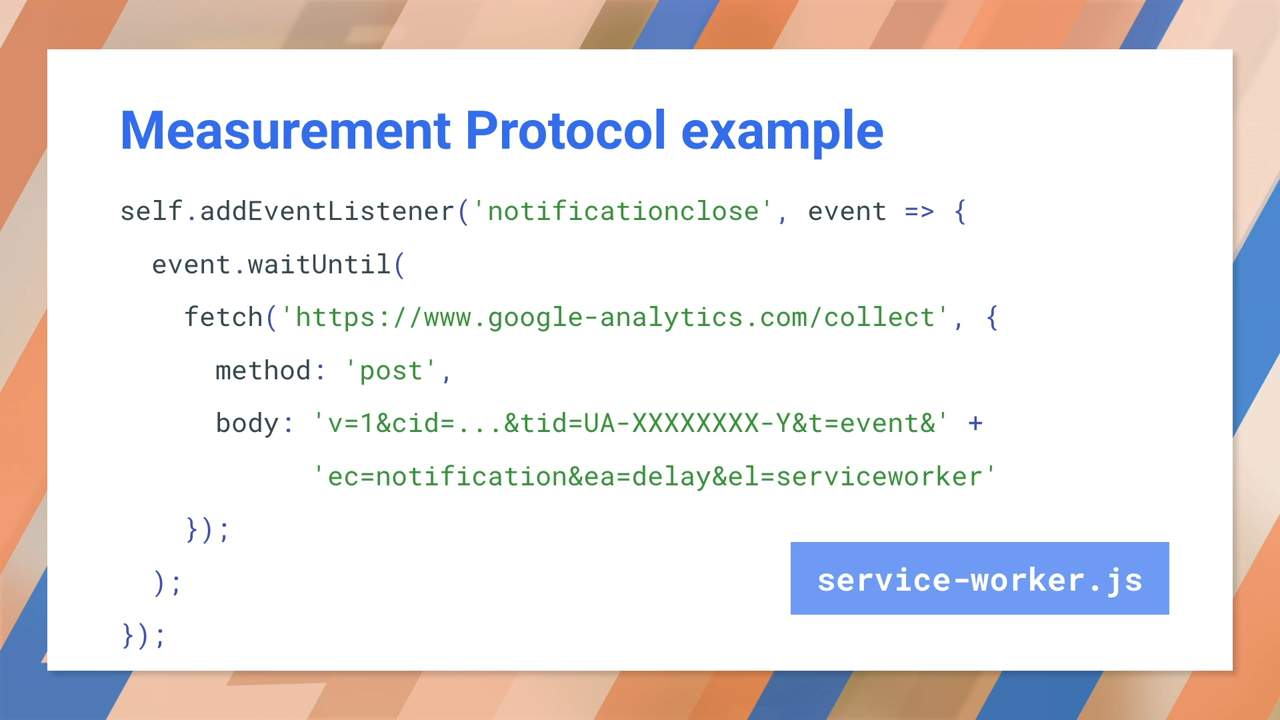 Measurement Protocol example
self.addEventListener('notificationclose', event => {
  event.waitUntil(
    fetch('https://www.google-analytics.com/collect', {
      method: 'post',
      body: 'v=1&cid=...&tid=UA-XXXXXXXX-Y&t=event&' +
            'ec=notification&ea=delay&el=serviceworker'
    });
  );
});
service-worker.js